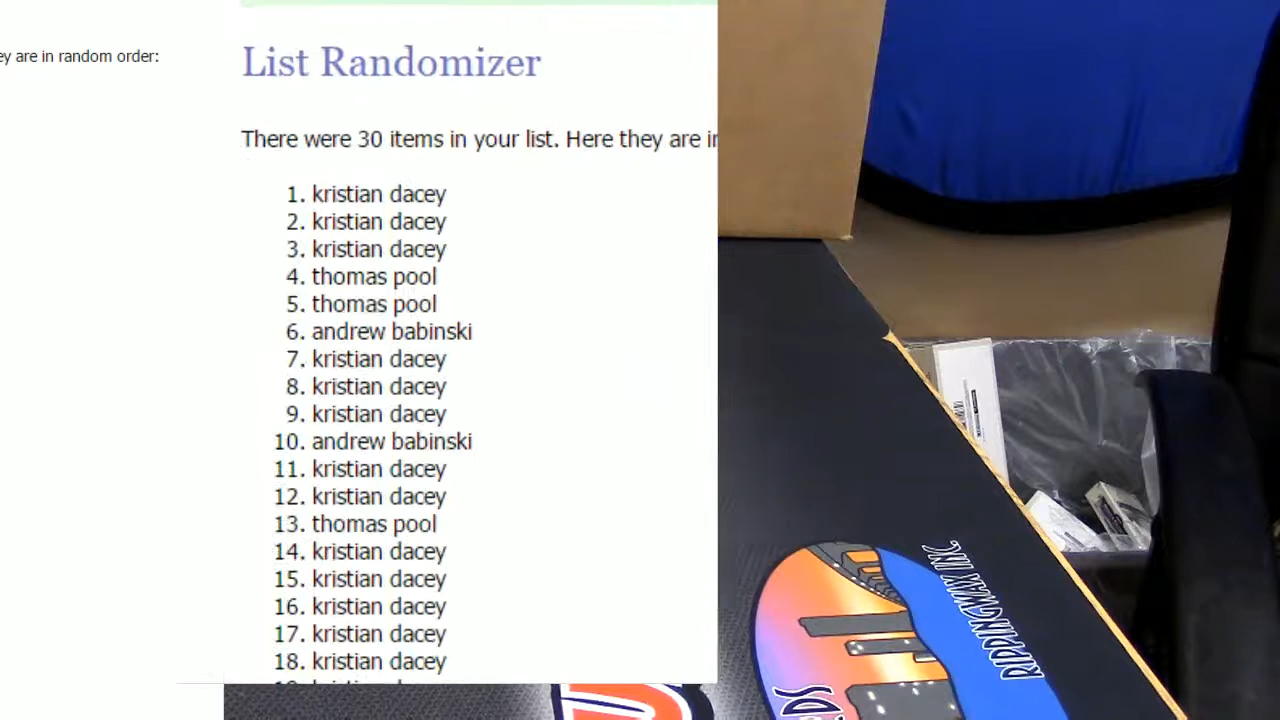 ey are in random order:
List Randomizer
There were 30 items in your list. Here they are in
1. kristian dacey
2. kristian dacey
3. kristian dacey
4. thomas pool
5. thomas pool
6. andrew babinski
7. kristian dacey
8. kristian dacey
9. kristian dacey
10. andrew babinski
11. kristian dacey
12. kristian dacey
13. thomas pool
14. kristian dacey
15. kristian dacey
16. kristian dacey
17. kristian dacey
18. kristian dacey
RIPPINGWAX INC.